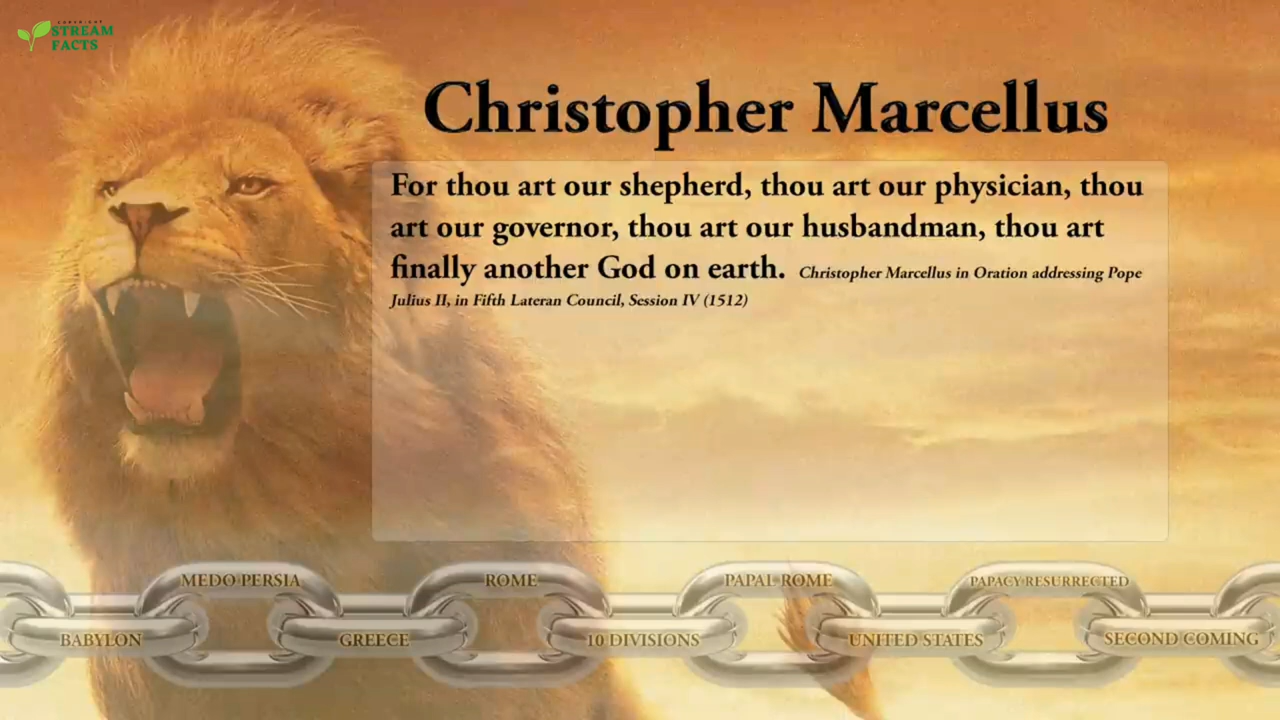 COPYRIGHT
STREAM
FACTS
Christopher Marcellus
For thou art our shepherd, thou art our physician, thou
art our governor, thou art our husbandman, thou art
finally another God on earth. Christopher Marcellus in Oration addressing Pope
Julius II, in Fifth Lateran Council, Session IV (1512)
MEDO PERSIA ROME PAPAL ROME PAPACY RESURRECTED
BABYLON GREECE 10 DIVISIONS UNITED STATES SECOND COMING